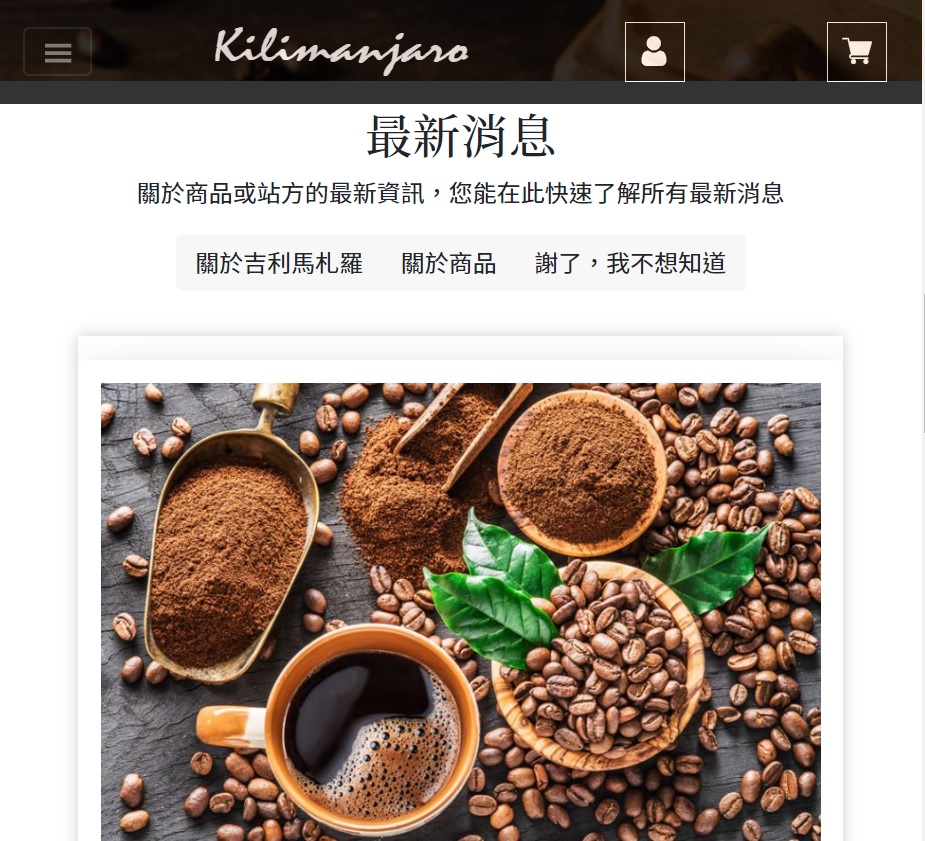 Kilimanjaro
最新消息
關於商品或站方的最新資訊，您能在此快速了解所有最新消息
關於吉利馬札羅 關於商品 謝了，我不想知道